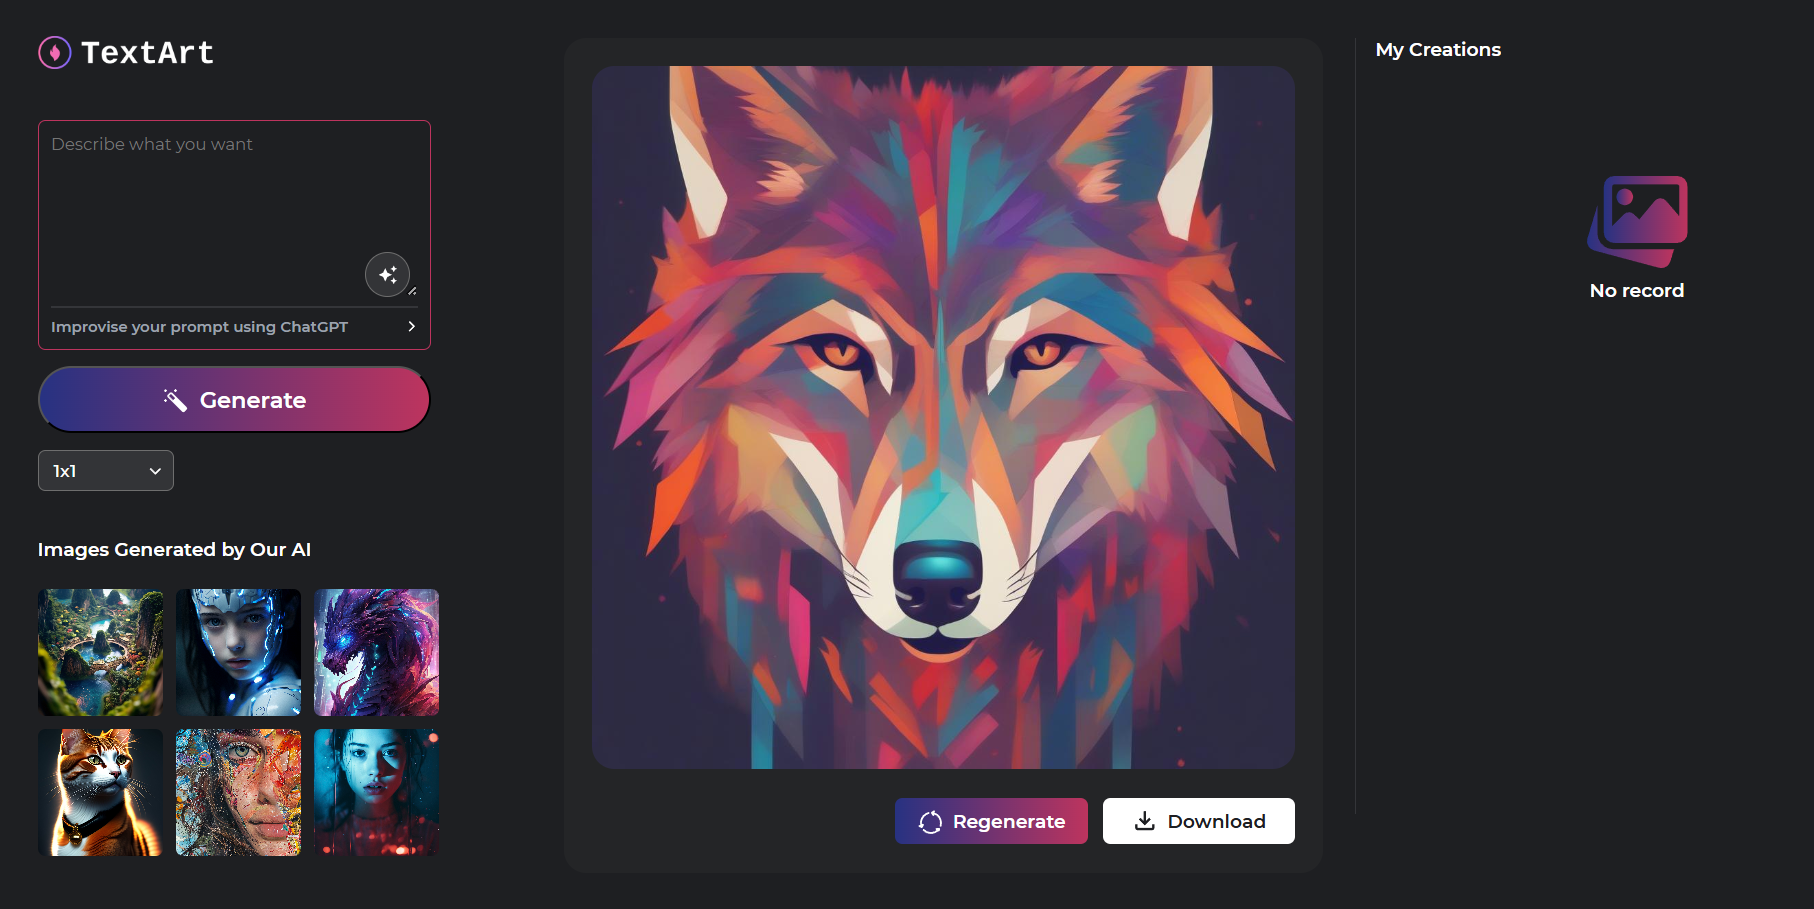 TextArt
Describe what you want
Improvise your prompt using ChatGPT
Generate
1x1
Images Generated by Our AI
Regenerate
Download
My Creations
No record